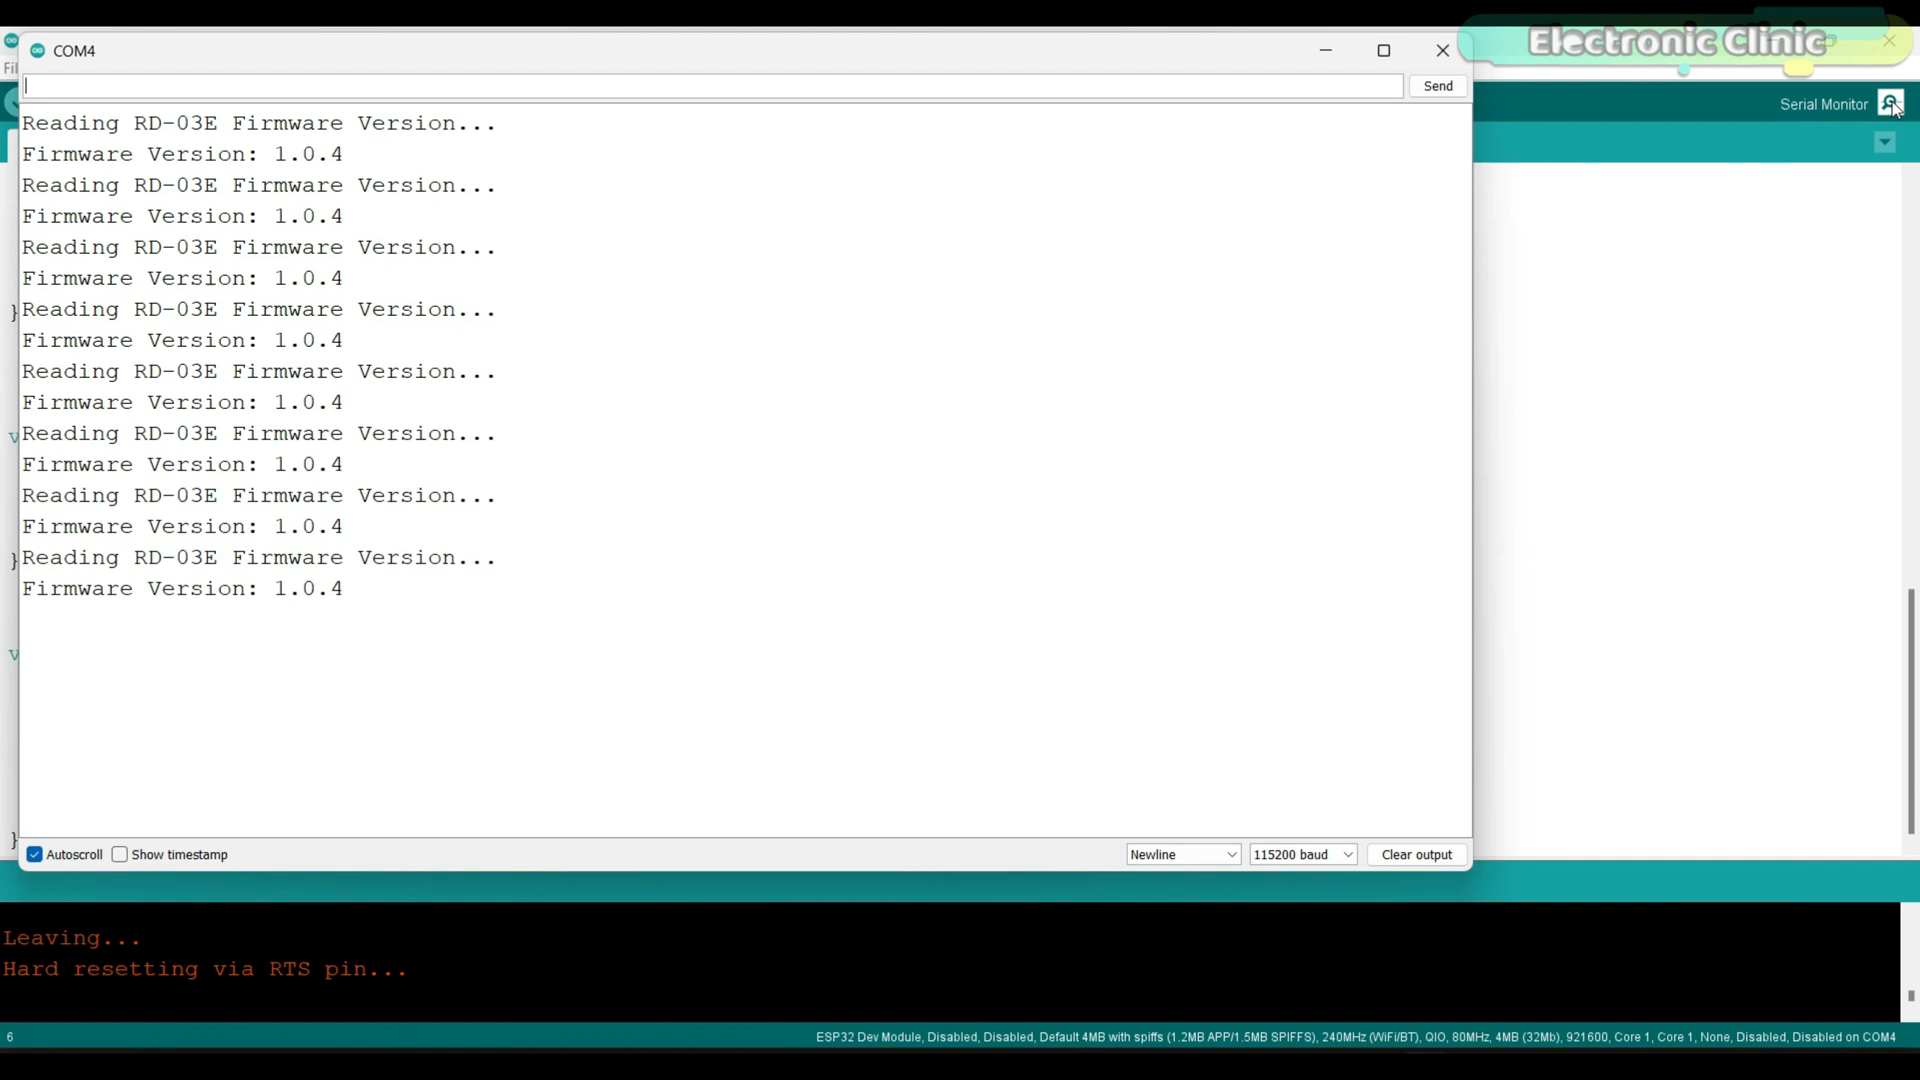 Electronic Clinic
COM4
Fil
Send
Serial Monitor
Reading RD-03E Firmware Version...
Firmware Version: 1.0.4
Reading RD-03E Firmware Version...
Firmware Version: 1.0.4
Reading RD-03E Firmware Version...
Firmware Version: 1.0.4
}
Reading RD-03E Firmware Version...
Firmware Version: 1.0.4
Reading RD-03E Firmware Version...
Firmware Version: 1.0.4
v
Reading RD-03E Firmware Version...
Firmware Version: 1.0.4
Reading RD-03E Firmware Version...
Firmware Version: 1.0.4
}
Reading RD-03E Firmware Version...
Firmware Version: 1.0.4
v
}
Autoscroll Show timestamp Newline 115200 baud Clear output
Leaving...
Hard resetting via RTS pin...
6 ESP32 Dev Module, Disabled, Disabled, Default 4MB with spiffs (1.2MB APP/1.5MB SPIFFS), 240MHz (WiFi/BT), QIO, 80MHz, 4MB (32Mb), 921600, Core 1, Core 1, None, Disabled, Disabled on COM4